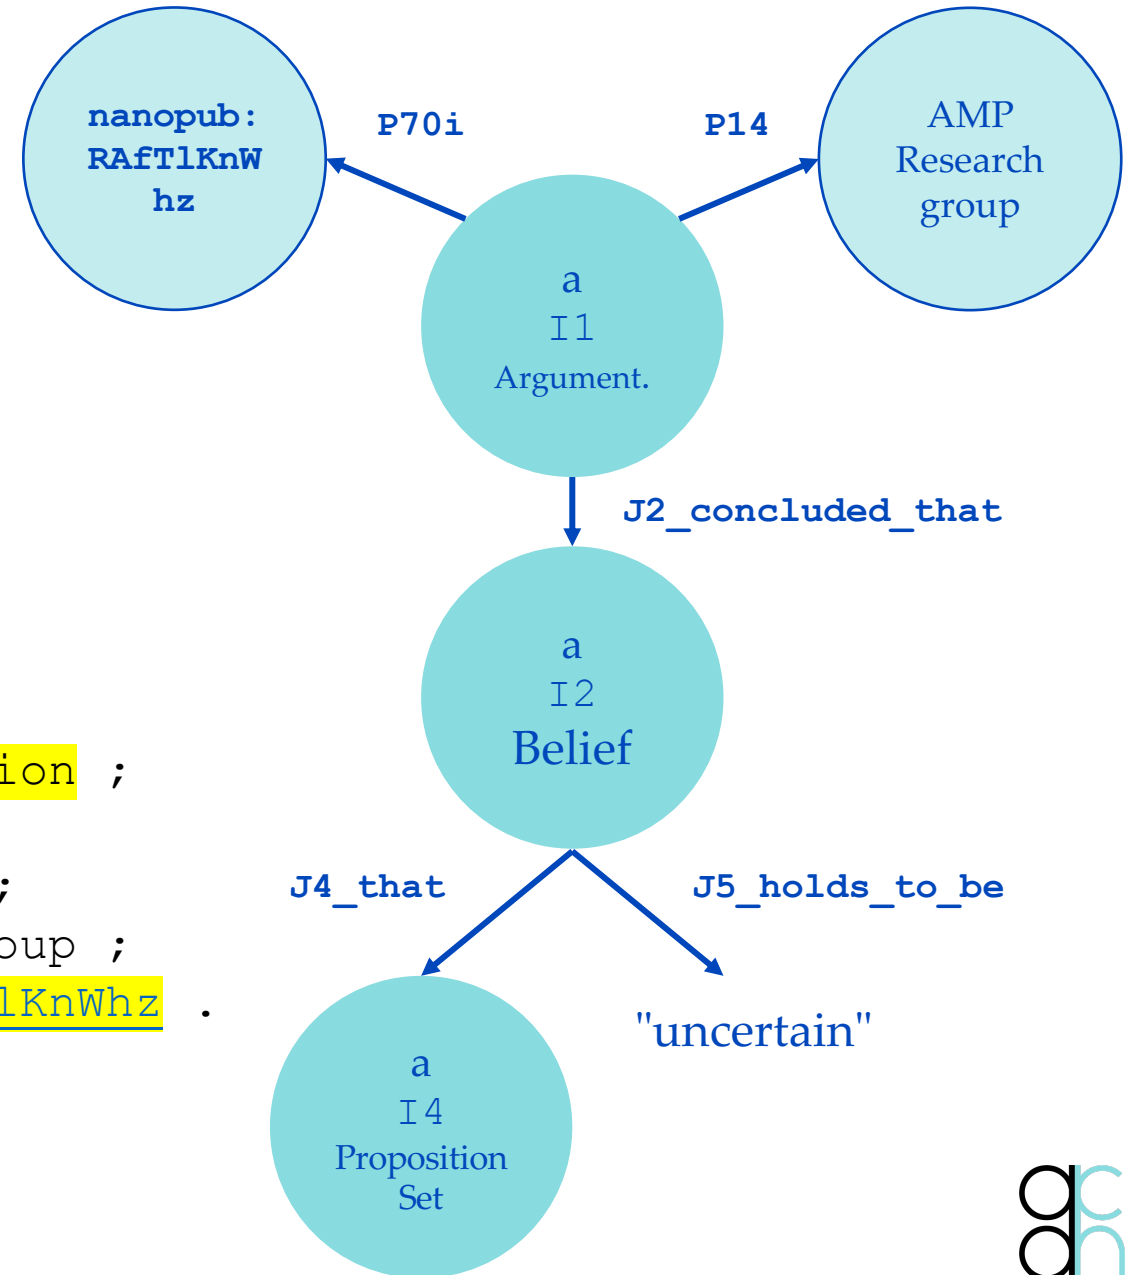 nanopub:
RAfTlKnW
hz
P70i
P14
AMP
Research
group
a
I1
Argument.
J2_concluded_that
a
I2
Belief
ion ;
;
oup ;
lKnWhz .
J4_that
J5_holds_to_be
"uncertain"
a
I4
Proposition
Set